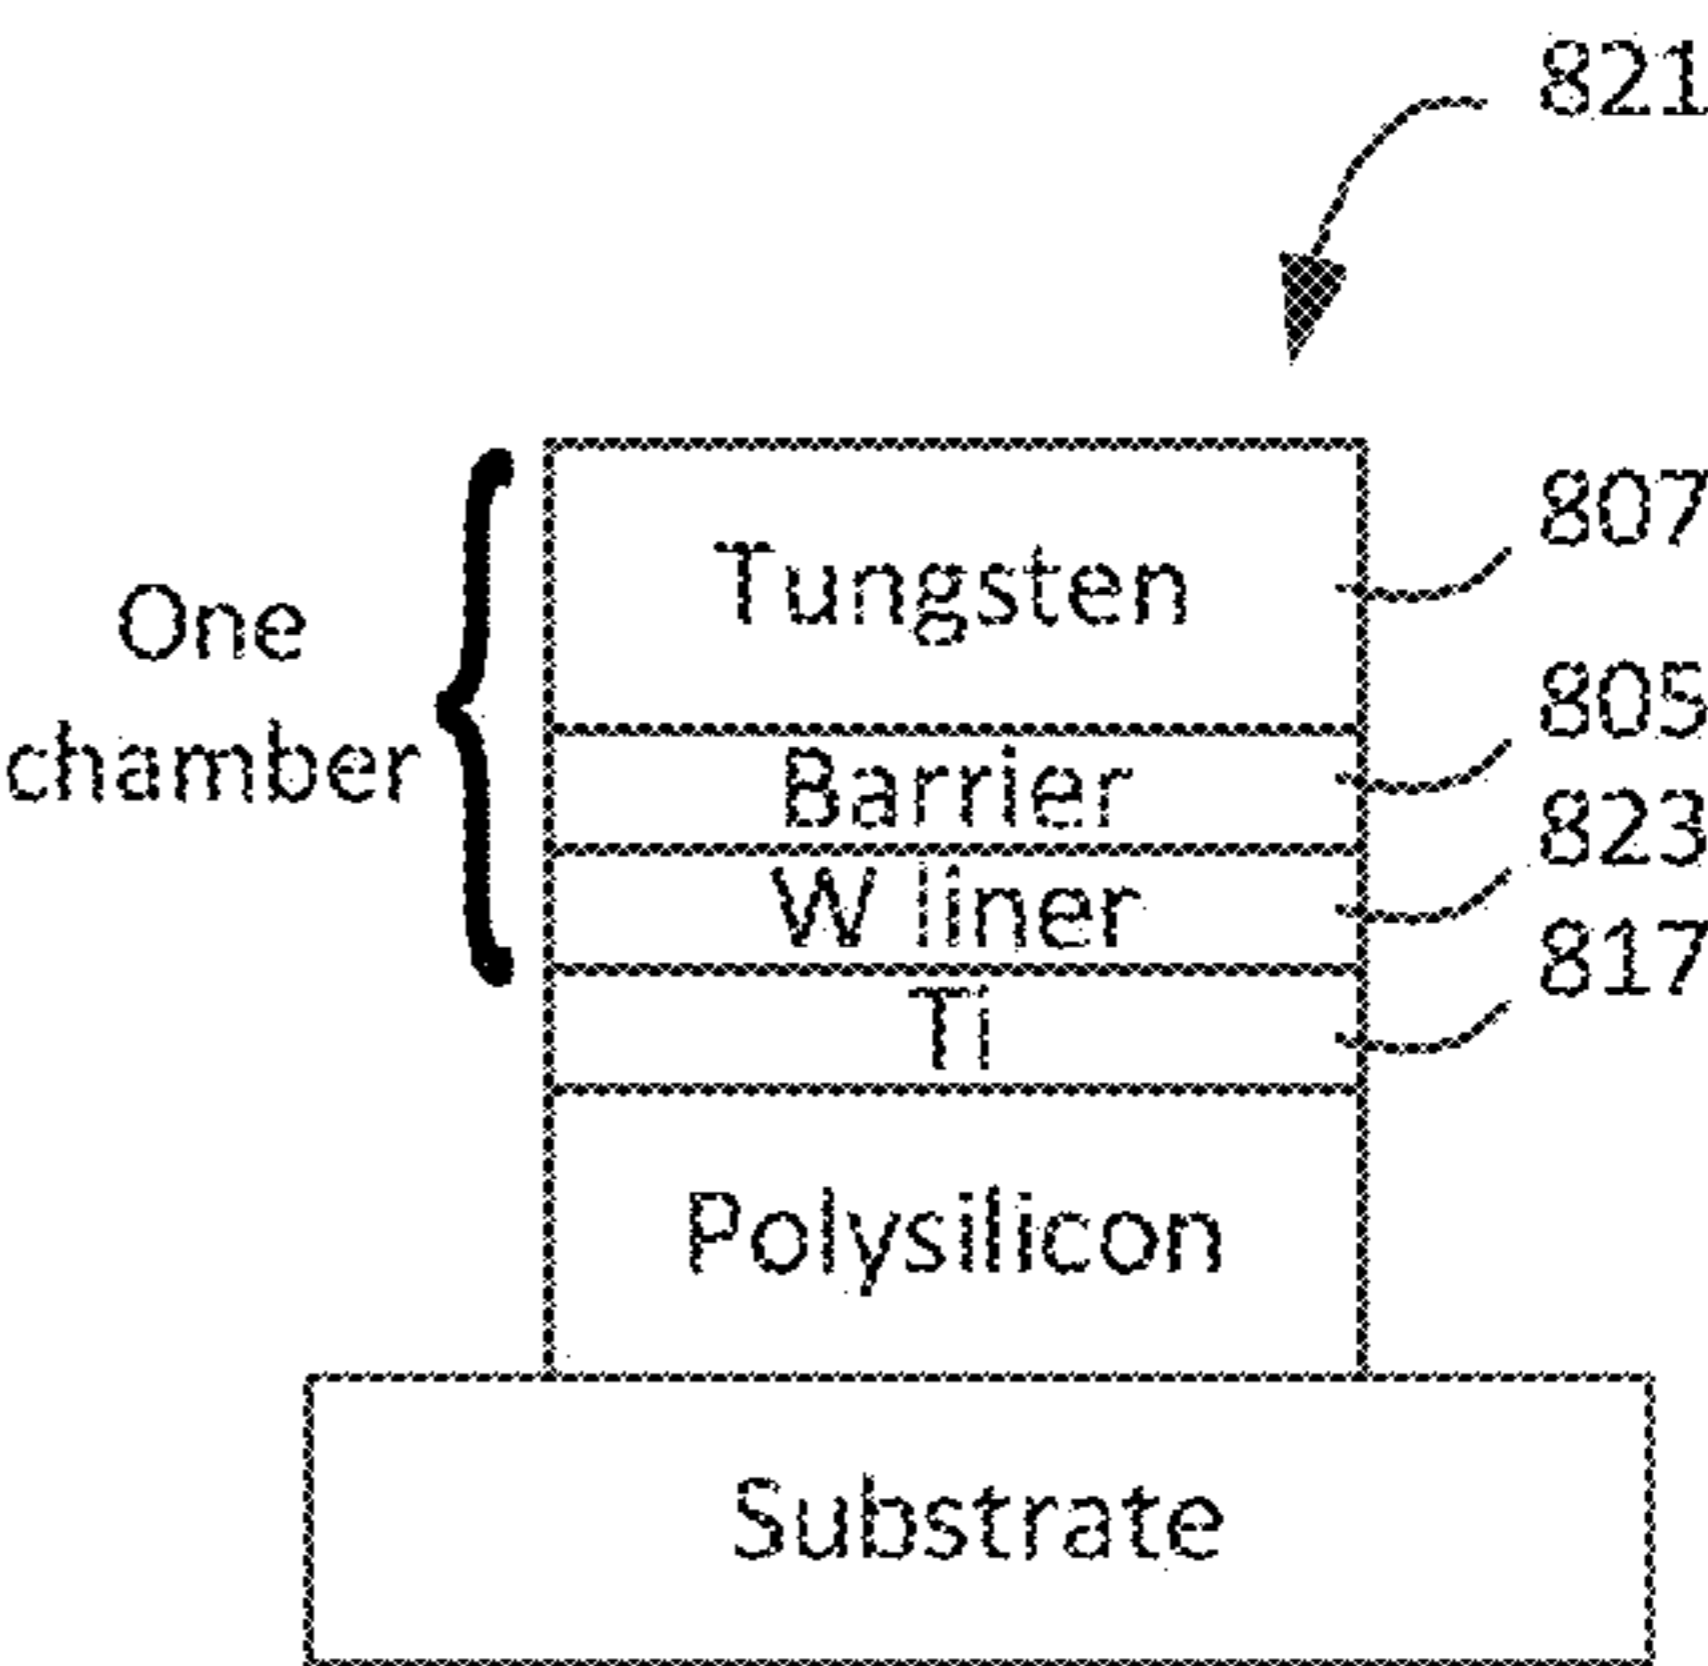 821
Tungsten
807
One
chamber
Barrier
805
W liner
823
Ti
817
Polysilicon
Substrate